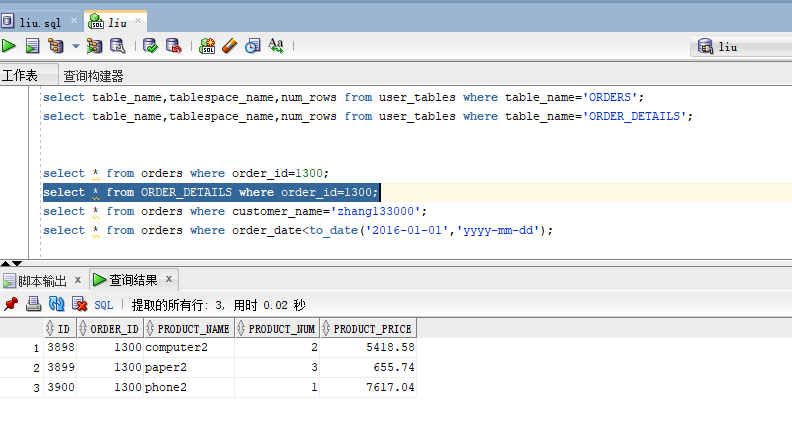 liu.sql × liu ×
liu
工作表 查询构建器
select table_name,tablespace_name,num_rows from user_tables where table_name='ORDERS';
select table_name,tablespace_name,num_rows from user_tables where table_name='ORDER_DETAILS';
select * from orders where order_id=1300;
select * from ORDER_DETAILS where order_id=1300;
select * from orders where customer_name='zhang133000';
select * from orders where order_date<to_date('2016-01-01','yyyy-mm-dd');
脚本输出 × 查询结果 ×
SQL | 提取的所有行: 3, 用时 0.02 秒
ID ORDER_ID PRODUCT_NAME PRODUCT_NUM PRODUCT_PRICE
1 3898 1300 computer2 2 5418.58
2 3899 1300 paper2 3 655.74
3 3900 1300 phone2 1 7617.04